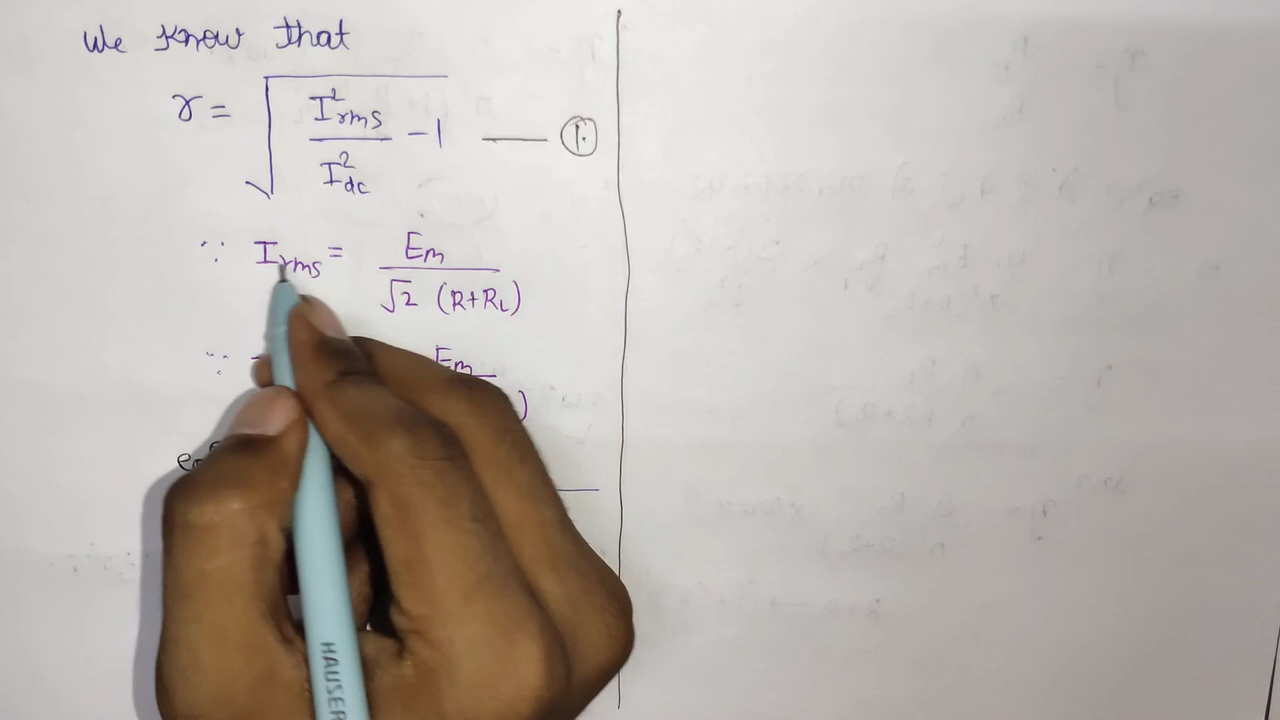 We know that
γ = √(I²rms / I²dc − 1) —— ①
∵ Irms = Em / √2 (R+RL)
∵ Em / )
HAUSER